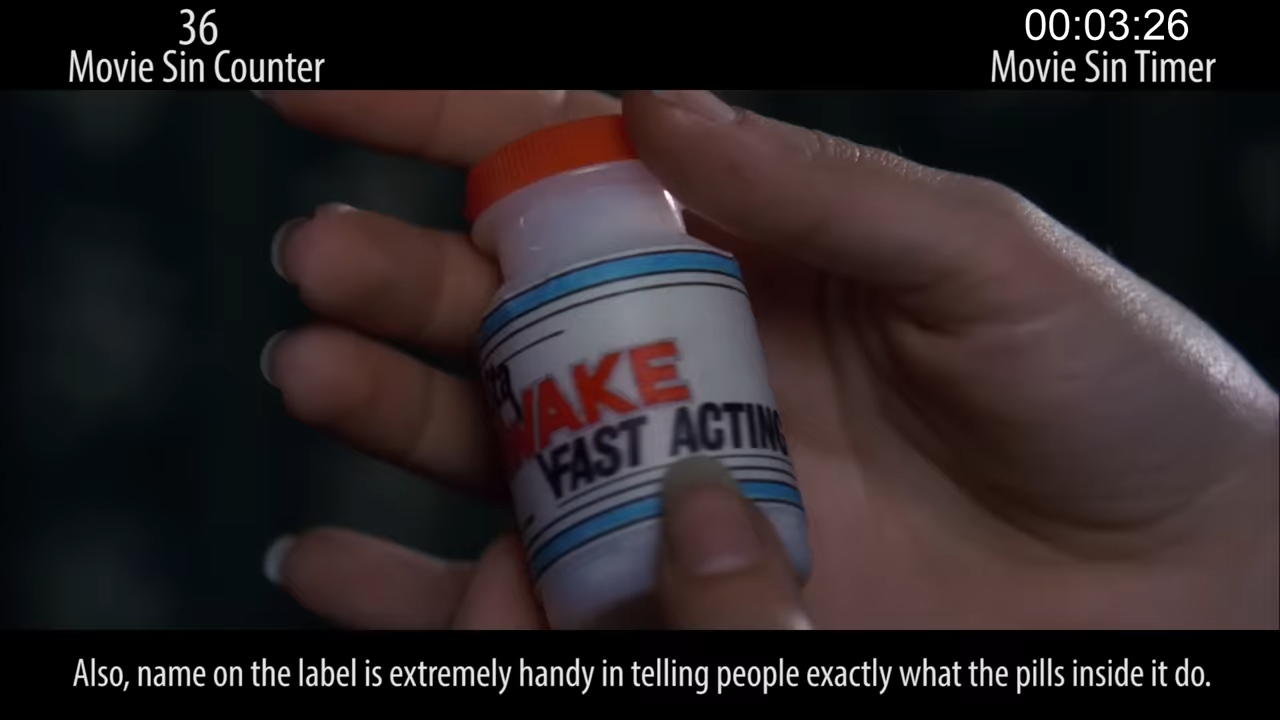 36
Movie Sin Counter
00:03:26
Movie Sin Timer
WAKE
FAST ACTING
Also, name on the label is extremely handy in telling people exactly what the pills inside it do.